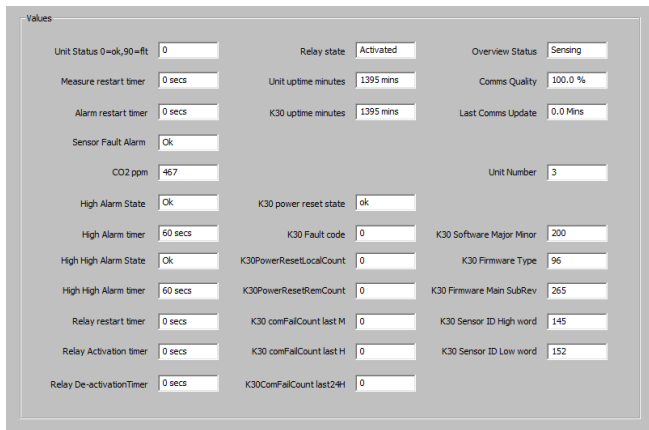 Values
Unit Status 0=ok,90=flt 0 Relay state Activated Overview Status Sensing
Measure restart timer 0 secs Unit uptime minutes 1395 mins Comms Quality 100.0 %
Alarm restart timer 0 secs K30 uptime minutes 1395 mins Last Comms Update 0.0 Mins
Sensor Fault Alarm Ok
CO2 ppm 467 Unit Number 3
High Alarm State Ok K30 power reset state ok
High Alarm timer 60 secs K30 Fault code 0 K30 Software Major Minor 200
High High Alarm State Ok K30PowerResetLocalCount 0 K30 Firmware Type 96
High High Alarm timer 60 secs K30PowerResetRemCount 0 K30 Firmware Main SubRev 265
Relay restart timer 0 secs K30 comFailCount last M 0 K30 Sensor ID High word 145
Relay Activation timer 0 secs K30 comFailCount last H 0 K30 Sensor ID Low word 152
Relay De-activationTimer 0 secs K30ComFailCount last24H 0